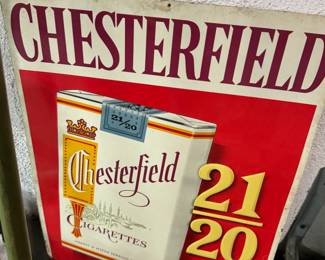 CHESTERFIELD
21/20
Chesterfield
CIGARETTES
21
20